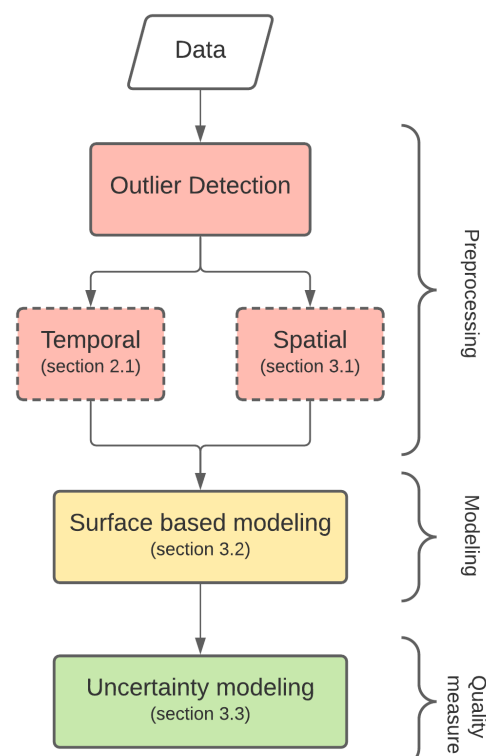 Data
Outlier Detection
Temporal
(section 2.1)
Spatial
(section 3.1)
Preprocessing
Surface based modeling
(section 3.2)
Modeling
Uncertainty modeling
(section 3.3)
Quality
measure